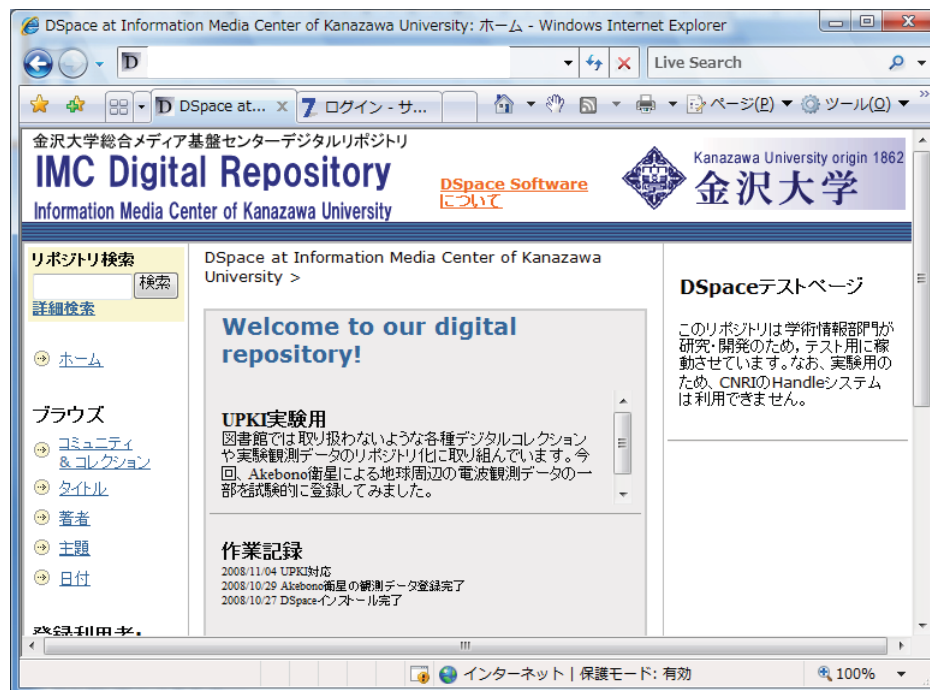 DSpace at Information Media Center of Kanazawa University: ホーム - Windows Internet Explorer
Live Search
DSpace at...
ログイン - サ...
ページ(P)
ツール(O)
金沢大学総合メディア基盤センターデジタルリポジトリ
IMC Digital Repository
Information Media Center of Kanazawa University
DSpace Software
について
Kanazawa University origin 1862
金沢大学
リポジトリ検索
検索
詳細検索
ホーム
ブラウズ
コミュニティ
& コレクション
タイトル
著者
主題
日付
登録利用者:
DSpace at Information Media Center of Kanazawa
University >
Welcome to our digital
repository!
UPKI実験用
図書館では取り扱わないような各種デジタルコレクション
や実験観測データのリポジトリ化に取り組んでいます。今
回、Akebono衛星による地球周辺の電波観測データの一
部を試験的に登録してみました。
作業記録
2008/11/04 UPKI対応
2008/10/29 Akebono衛星の観測データ登録完了
2008/10/27 DSpaceインストール完了
DSpaceテストページ
このリポジトリは学術情報部門が
研究・開発のため，テスト用に稼
動させています。なお、実験用の
ため、CNRIのHandleシステム
は利用できません。
インターネット | 保護モード: 有効
100%